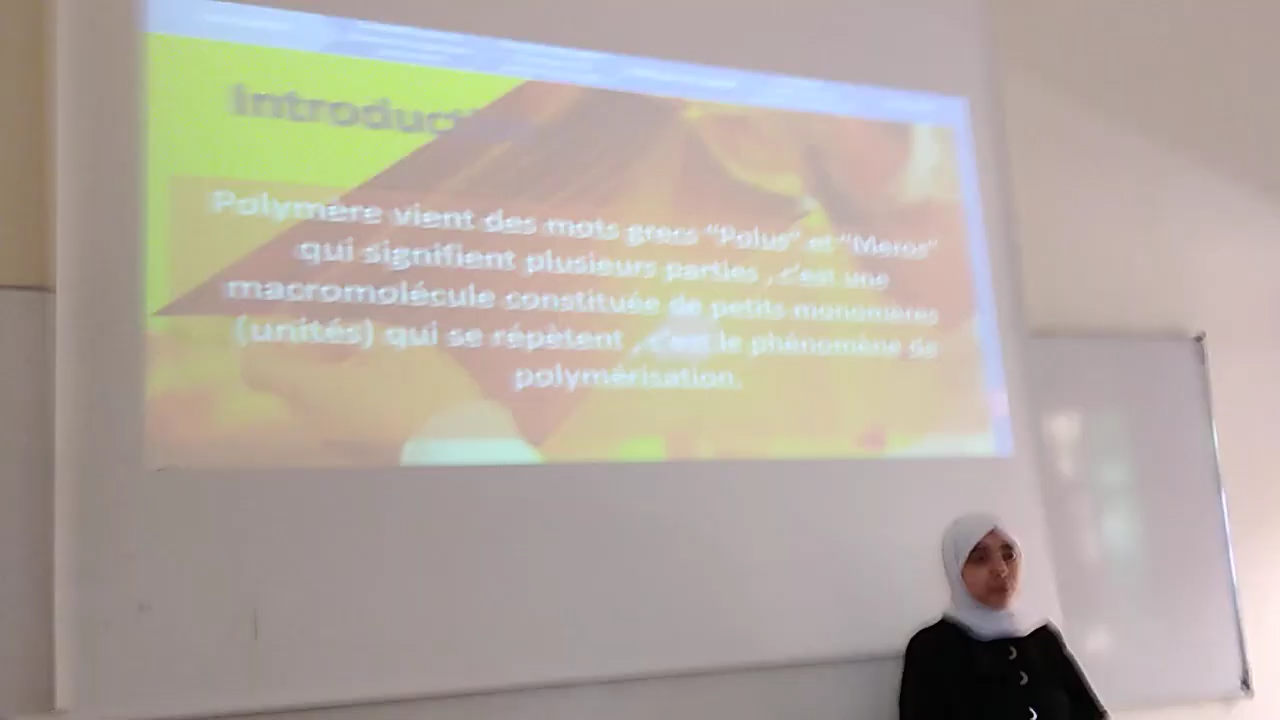 Introduct
Polymère vient des mots grecs "Polus" et "Meros"
qui signifient plusieurs parties , c'est une
macromolécule constituée de petits monomères
(unités) qui se répètent , c'est le phénomène de
polymérisation.